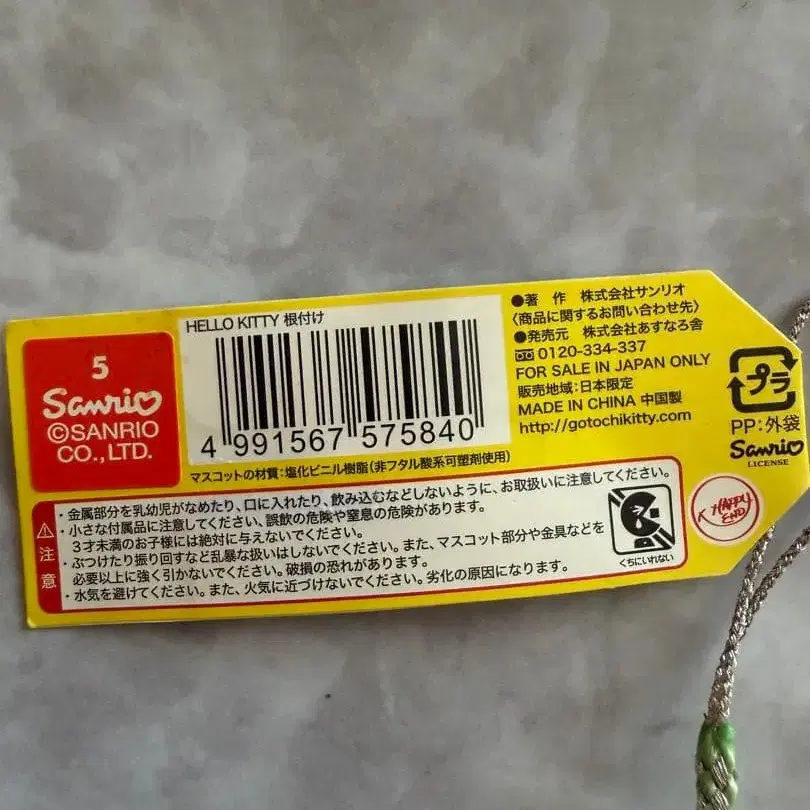 5
Sanrio
©SANRIO
CO.,LTD.
HELLO KITTY 根付け
4 991567 575840
マスコットの材質:塩化ビニル樹脂(非フタル酸系可塑剤使用)
●著 作 株式会社サンリオ
〈商品に関するお問い合わせ先〉
●発売元 株式会社あすなろ舎
0120-334-337
FOR SALE IN JAPAN ONLY
販売地域:日本限定
MADE IN CHINA 中国製
http://gotochikitty.com
プラ
PP:外袋
Sanrio
LICENSE
注意
・金属部分を乳幼児がなめたり、口に入れたり、飲み込むなどしないように、お取扱いに注意してください。
・小さな付属品に注意してください、誤飲の危険や窒息の危険があります。
3才未満のお子様には絶対に与えないでください。
・ぶつけたり振り回すなど乱暴な扱いはしないでください。また、マスコット部分や金具などを
必要以上に強く引かないでください。破損の恐れがあります。
・水気を避けてください。また、火気に近づけないでください。劣化の原因になります。
くちにいれない
HAPPY
END